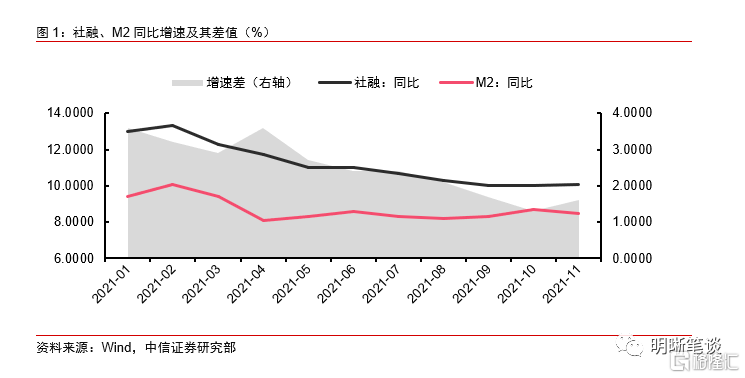 图 1：社融、M2 同比增速及其差值（%）
增速差（右轴） 社融：同比 M2：同比
14.0000 4.0000
12.0000 3.0000
10.0000 2.0000
8.0000 1.0000
6.0000 0.0000
2021-01 2021-02 2021-03 2021-04 2021-05 2021-06 2021-07 2021-08 2021-09 2021-10 2021-11
资料来源：Wind，中信证券研究部
明晰笔谈
格隆汇